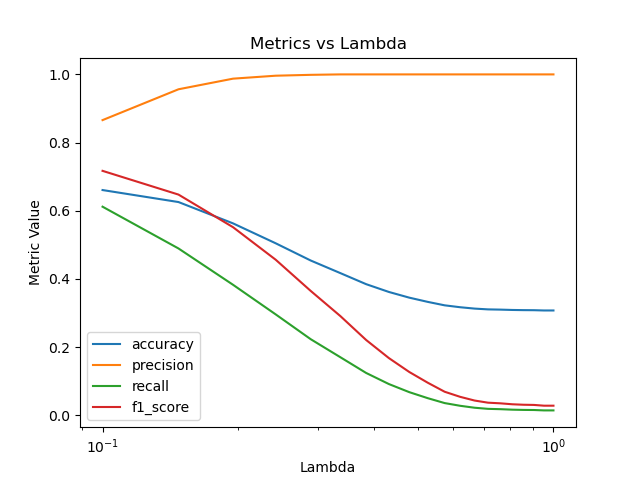 Metrics vs Lambda
1.0
0.8
0.6
0.4
0.2
0.0
Metric Value
accuracy
precision
recall
f1_score
10⁻¹
10⁰
Lambda